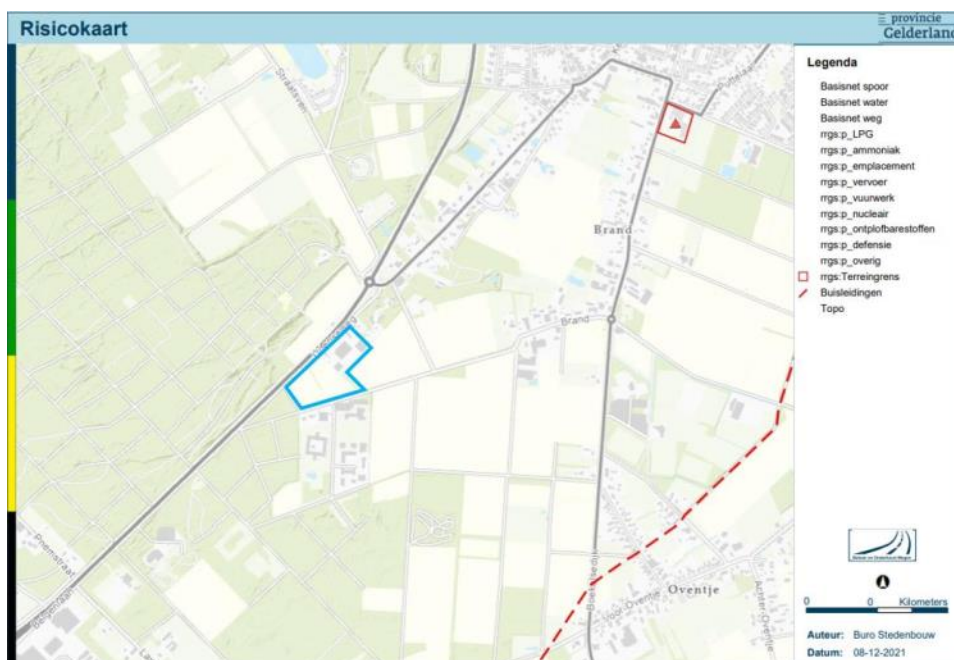 Risicokaart
provincie
Gelderland
Legenda
Basisnet spoor
Basisnet water
Basisnet weg
rrgs:p_LPG
rrgs:p_ammoniak
rrgs:p_emplacement
rrgs:p_vervoer
rrgs:p_vuurwerk
rrgs:p_nucleair
rrgs:p_ontplofbarestoffen
rrgs:p_defensie
rrgs:p_overig
rrgs:Terreingrens
Buisleidingen
Topo
Straatsven
Brand
Brand
Oventje
0 0 Kilometers
Auteur: Buro Stedenbouw
Datum: 08-12-2021